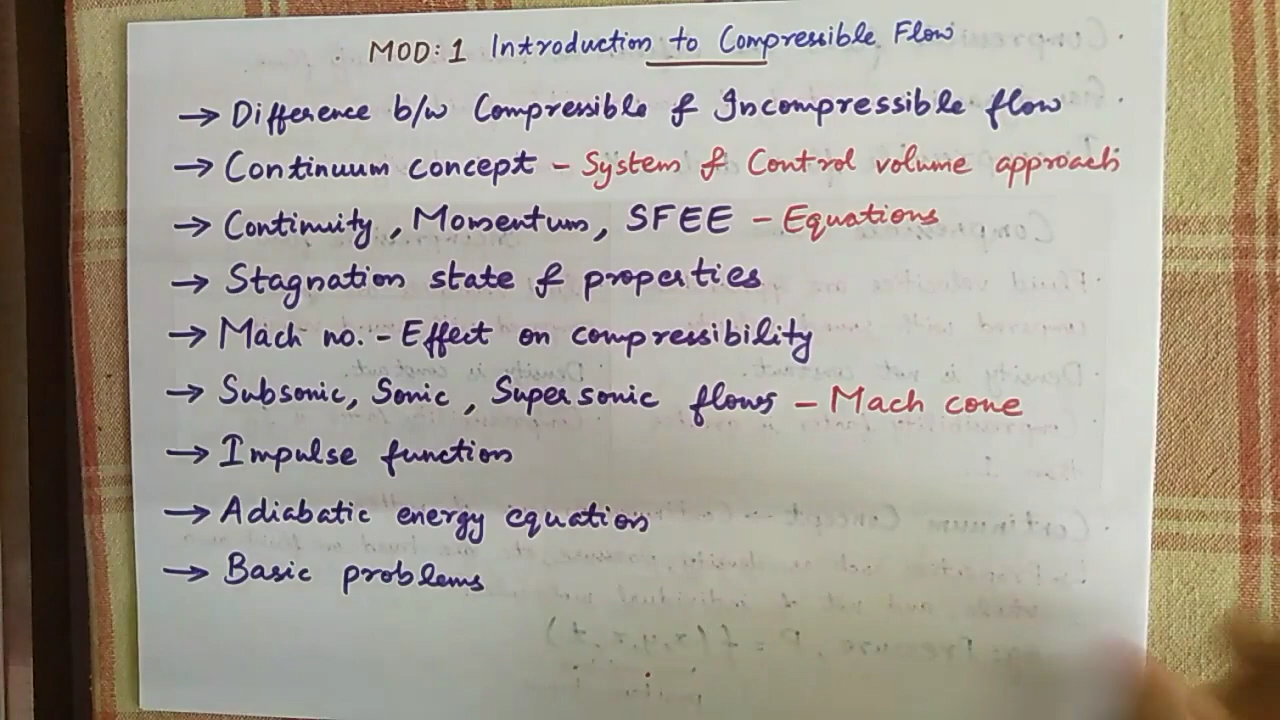 MOD: 1 Introduction to Compressible Flow
→ Difference b/w Compressible & Incompressible flow
→ Continuum concept - System & Control volume approach
→ Continuity, Momentum, SFEE - Equations
→ Stagnation state & properties
→ Mach no. - Effect on compressibility
→ Subsonic, Sonic, Supersonic flows - Mach cone
→ Impulse function
→ Adiabatic energy equation
→ Basic problems